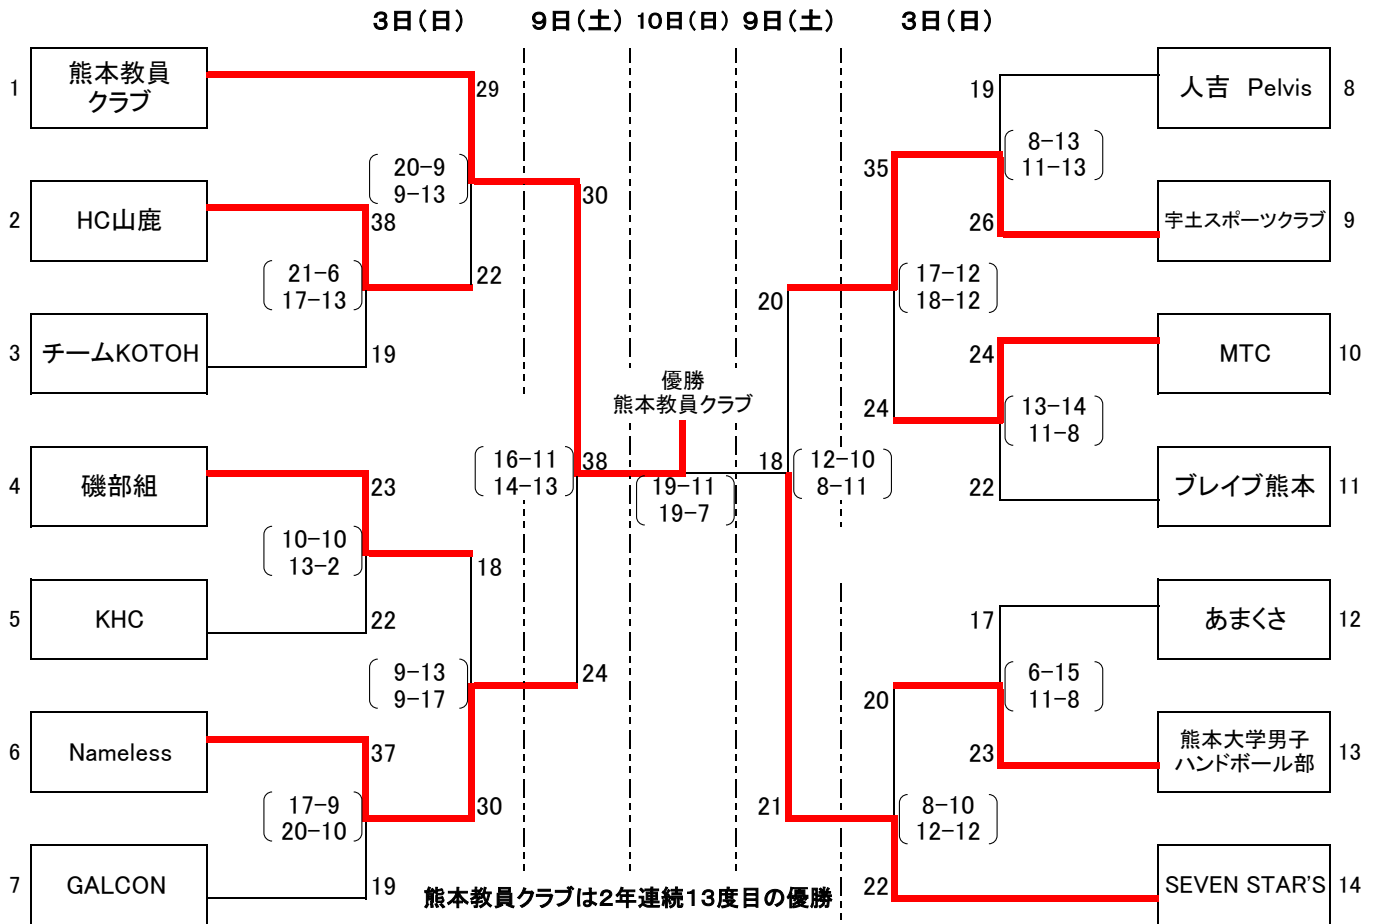 3日(日)
9日(土)
10日(日)
9日(土)
3日(日)
1
熊本教員
クラブ
29
20-9
9-13
30
2
HC山鹿
38
21-6
17-13
22
3
チームKOTOH
19
4
磯部組
23
10-10
13-2
18
5
KHC
22
9-13
9-17
24
6
Nameless
37
17-9
20-10
30
7
GALCON
19
16-11
14-13
38
優勝
熊本教員クラブ
19-11
19-7
18
12-10
8-11
20
21
19
人吉 Pelvis
8
8-13
11-13
35
26
宇土スポーツクラブ
9
17-12
18-12
24
MTC
10
24
13-14
11-8
22
ブレイブ熊本
11
17
あまくさ
12
6-15
11-8
20
23
熊本大学男子
ハンドボール部
13
8-10
12-12
22
SEVEN STAR'S
14
熊本教員クラブは2年連続13度目の優勝